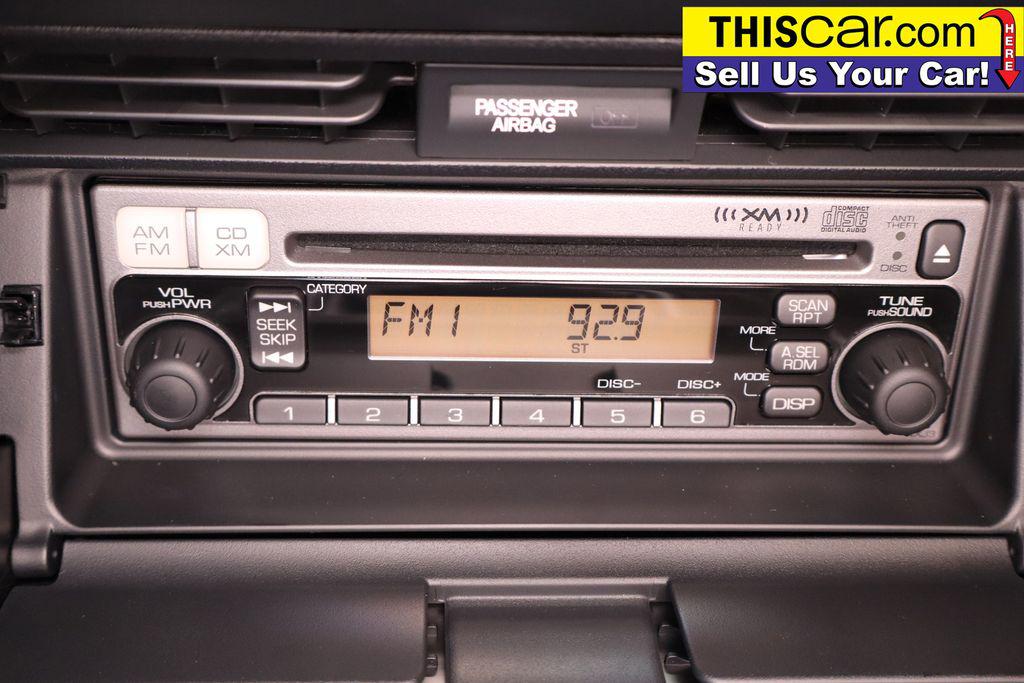 THISCar.com
HERE
Sell Us Your Car!
PASSENGER
AIRBAG
OFF
AM
FM
CD
XM
(((XM)))
READY
COMPACT
disc
DIGITAL AUDIO
ANTI
THEFT
DISC
VOL
PUSH PWR
SEEK
SKIP
CATEGORY
FM1 92.9
ST
SCAN
RPT
MORE
A.SEL
RDM
MODE
DISP
TUNE
PUSH SOUND
DISC-
DISC+
1
2
3
4
5
6